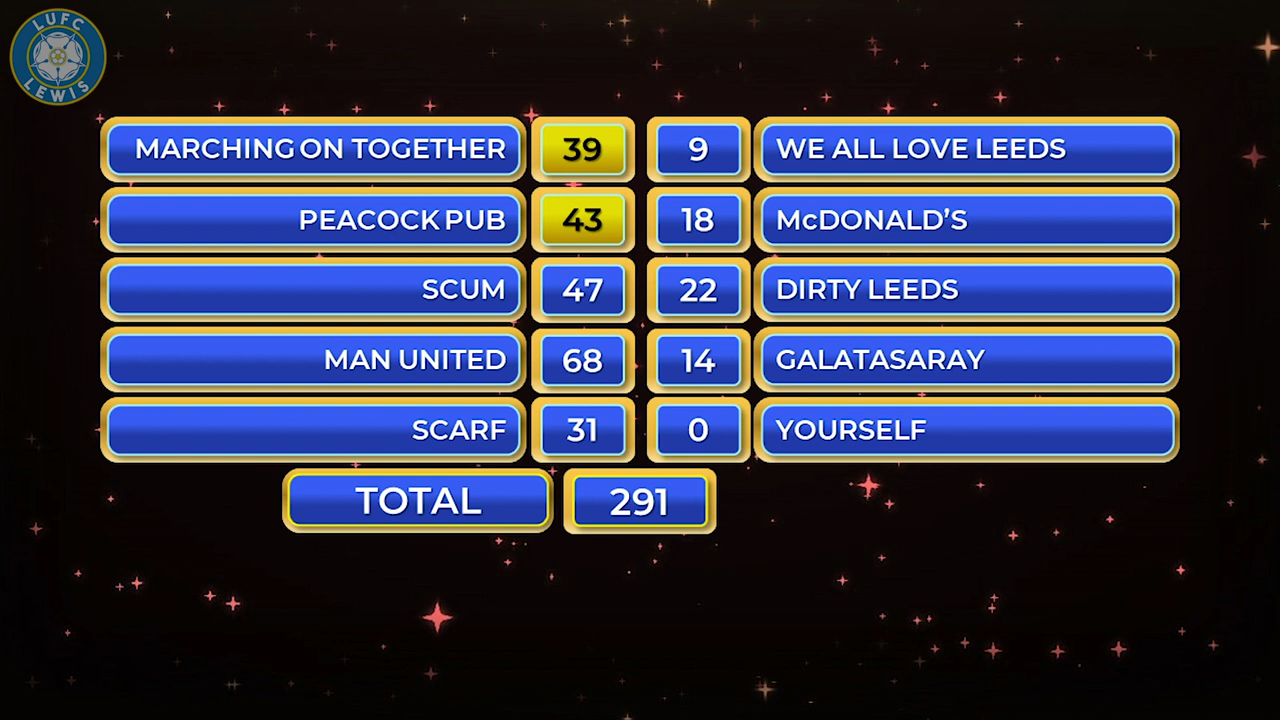 LUFC
LEWIS
MARCHING ON TOGETHER 39 9 WE ALL LOVE LEEDS
PEACOCK PUB 43 18 McDONALD'S
SCUM 47 22 DIRTY LEEDS
MAN UNITED 68 14 GALATASARAY
SCARF 31 0 YOURSELF
TOTAL 291